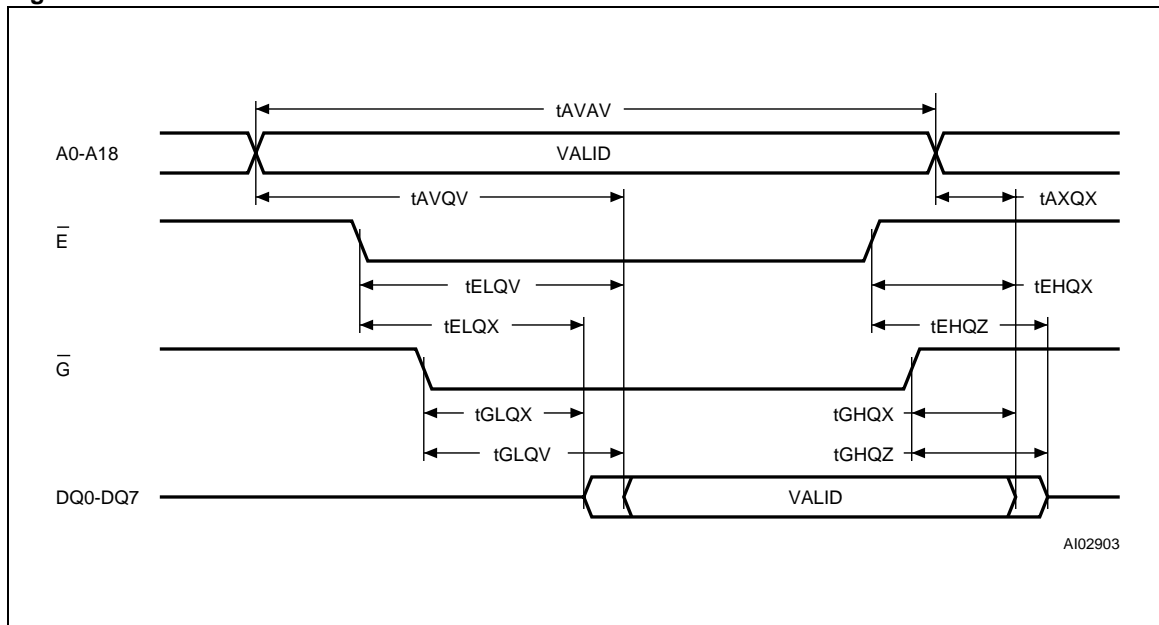 tAVAV
A0-A18
VALID
tAVQV
tAXQX
E
tELQV
tEHQX
tELQX
tEHQZ
G
tGLQX
tGHQX
tGLQV
tGHQZ
DQ0-DQ7
VALID
AI02903